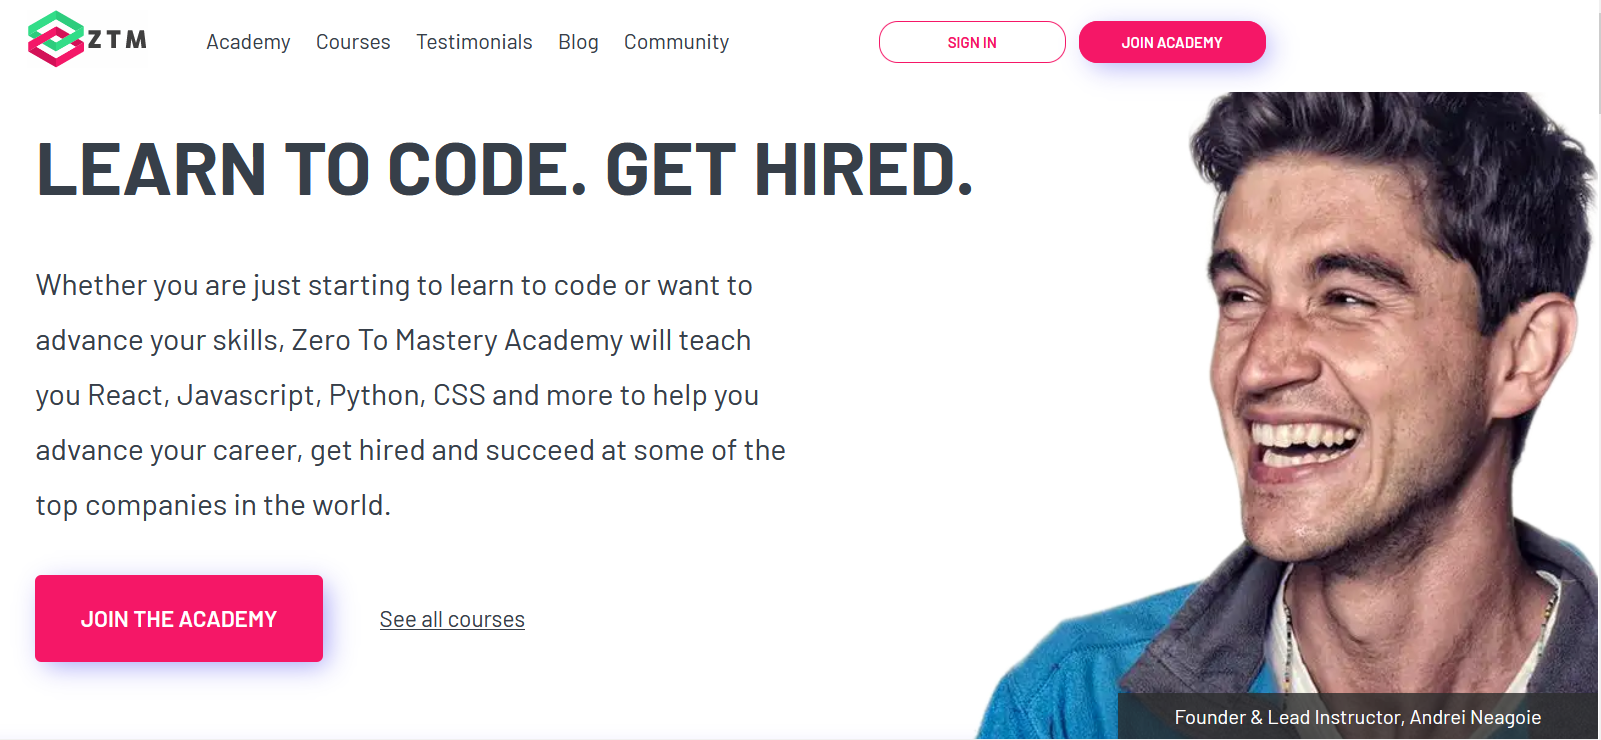 ZTM
Academy Courses Testimonials Blog Community
SIGN IN
JOIN ACADEMY
LEARN TO CODE. GET HIRED.
Whether you are just starting to learn to code or want to
advance your skills, Zero To Mastery Academy will teach
you React, Javascript, Python, CSS and more to help you
advance your career, get hired and succeed at some of the
top companies in the world.
JOIN THE ACADEMY
See all courses
Founder & Lead Instructor, Andrei Neagoie